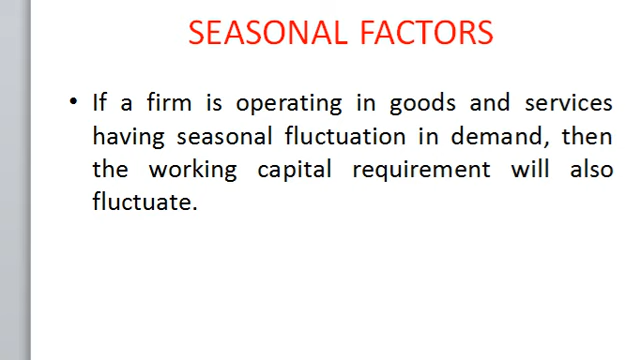 SEASONAL FACTORS
• If a firm is operating in goods and services
having seasonal fluctuation in demand, then
the working capital requirement will also
fluctuate.